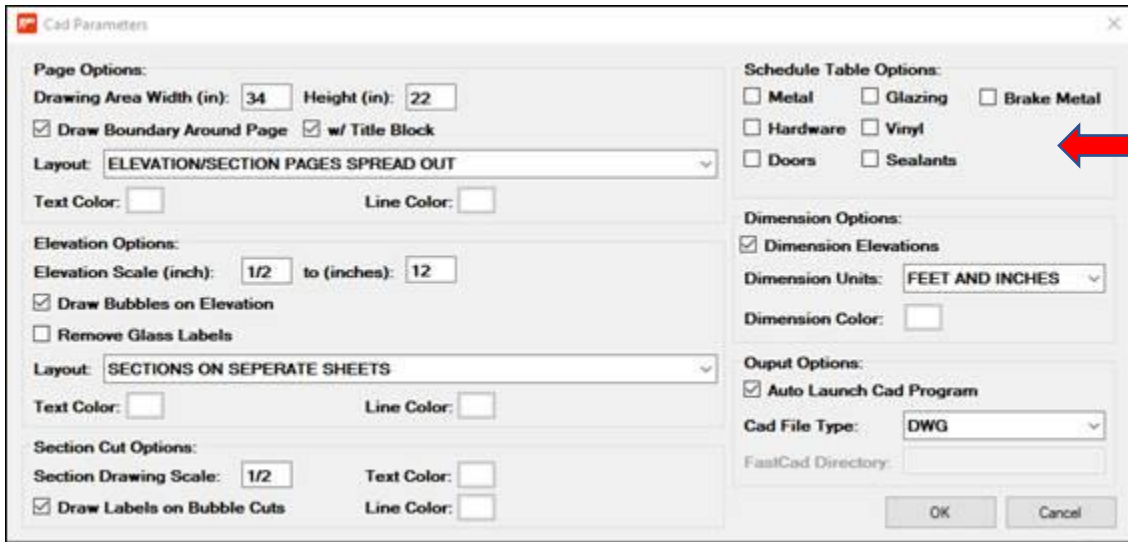 Cad Parameters
Page Options:
Drawing Area Width (in): 34 Height (in): 22
Draw Boundary Around Page w/ Title Block
Layout: ELEVATION/SECTION PAGES SPREAD OUT
Text Color: Line Color:
Elevation Options:
Elevation Scale (inch): 1/2 to (inches): 12
Draw Bubbles on Elevation
Remove Glass Labels
Layout: SECTIONS ON SEPERATE SHEETS
Text Color: Line Color:
Section Cut Options:
Section Drawing Scale: 1/2 Text Color:
Draw Labels on Bubble Cuts Line Color:
Schedule Table Options:
Metal Glazing Brake Metal
Hardware Vinyl
Doors Sealants
Dimension Options:
Dimension Elevations
Dimension Units: FEET AND INCHES
Dimension Color:
Ouput Options:
Auto Launch Cad Program
Cad File Type: DWG
FastCad Directory:
OK Cancel